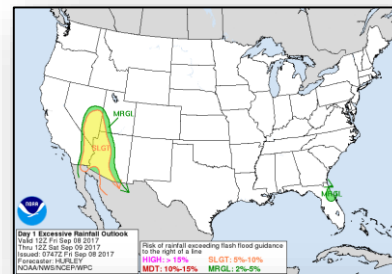 MRGL
SLGT
MRGL
noaa
Day 1 Excessive Rainfall Outlook
Valid 12Z Fri Sep 08 2017
Thru 12Z Sat Sep 09 2017
Issued: 0747Z Fri Sep 08 2017
Forecaster: HURLEY
NOAA/NWS/NCEP/WPC
Risk of rainfall exceeding flash flood guidance
to the right of a line
HIGH: > 15% SLGT: 5%-10%
MDT: 10%-15% MRGL: 2%-5%